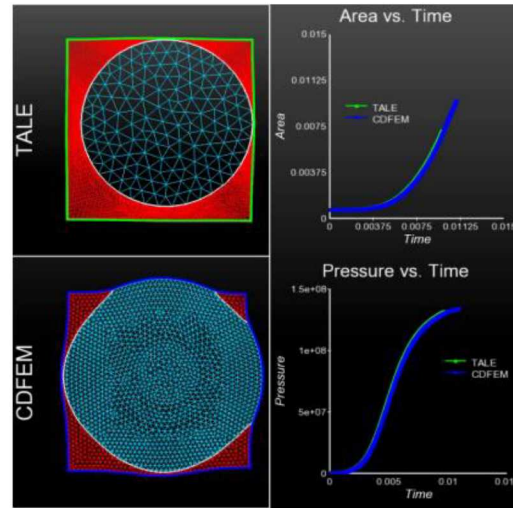 TALE
Area vs. Time
0.015
0.01125
0.0075
0.00375
0
Area
TALE
CDFEM
0 0.00375 0.0075 0.01125 0.015
Time
CDFEM
Pressure vs. Time
1.5e+08
1e+08
5e+07
0
Pressure
TALE
CDFEM
0 0.005 0.01
Time